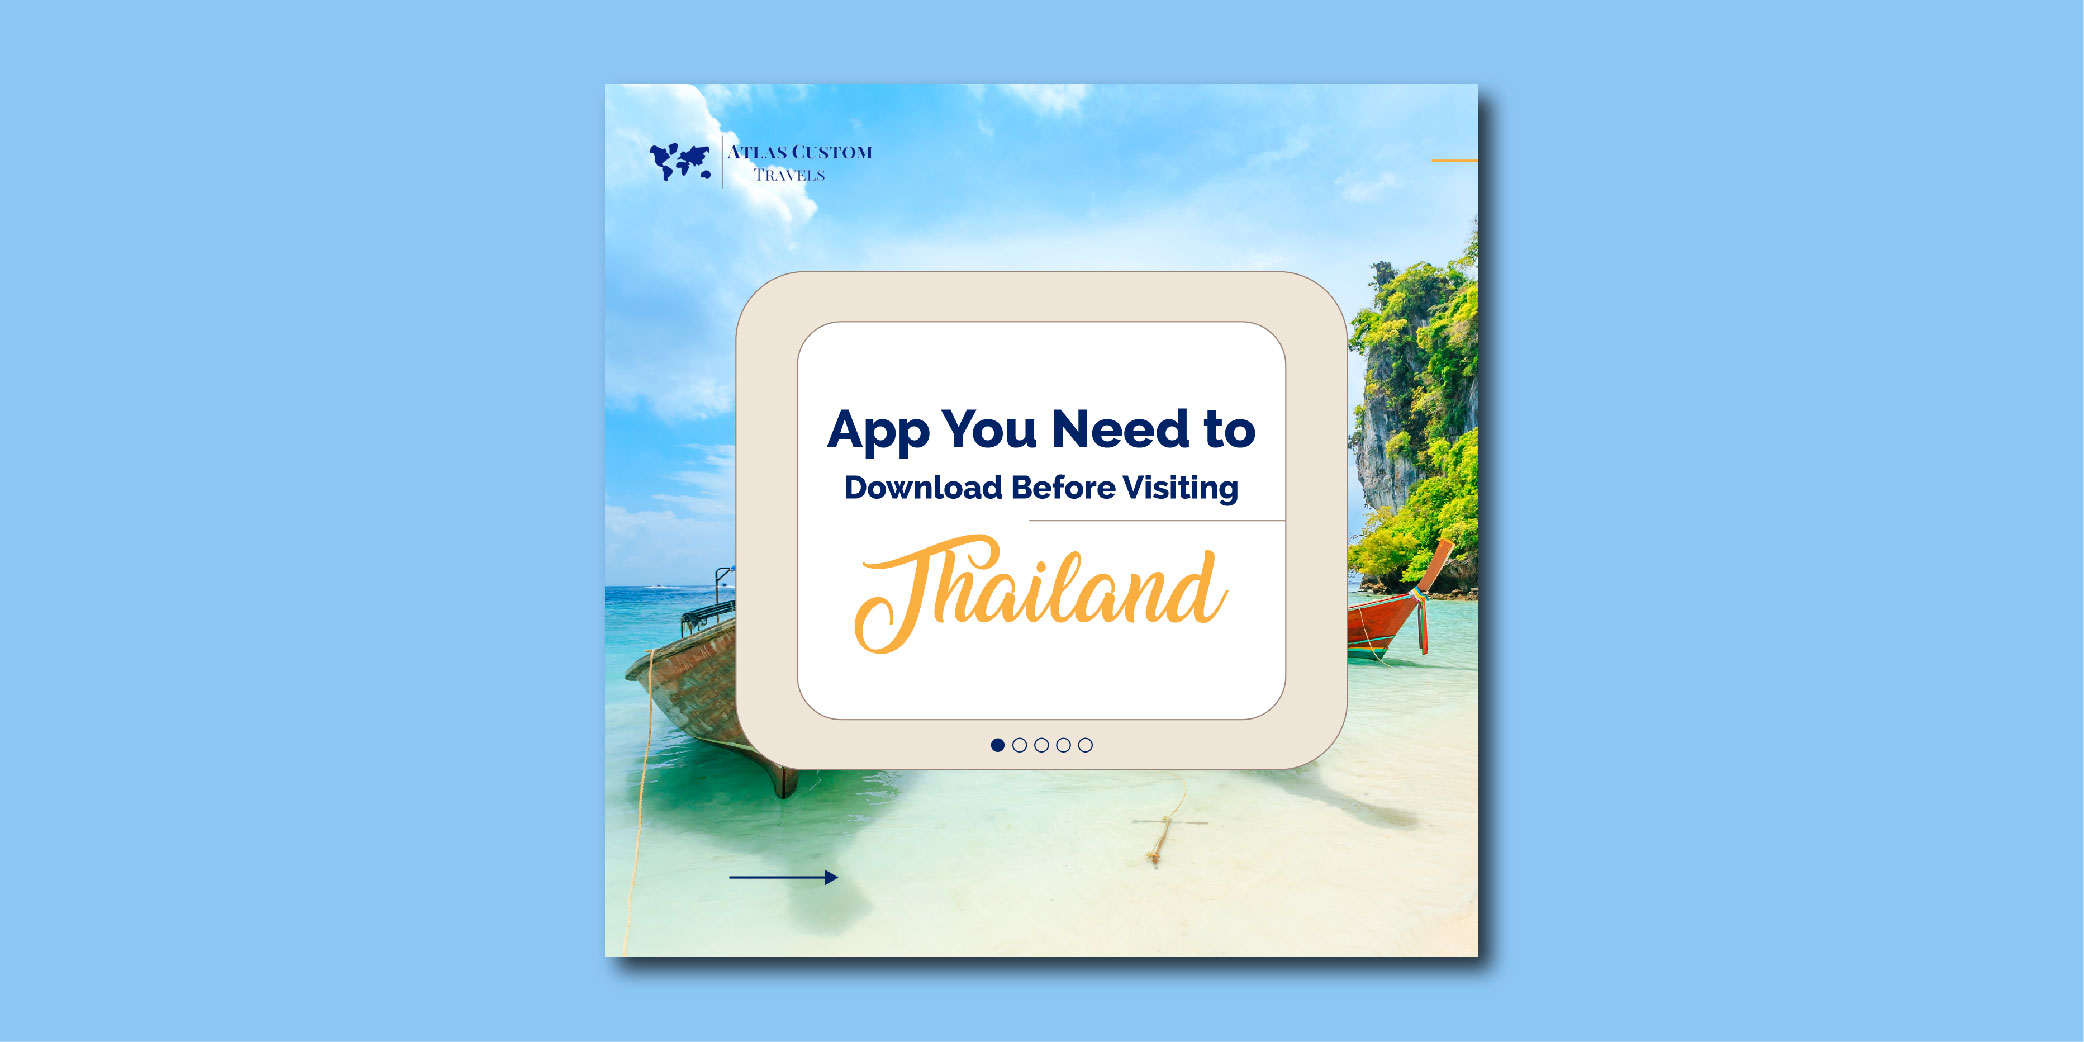 ATLAS CUSTOM
TRAVELS
App You Need to
Download Before Visiting
Thailand